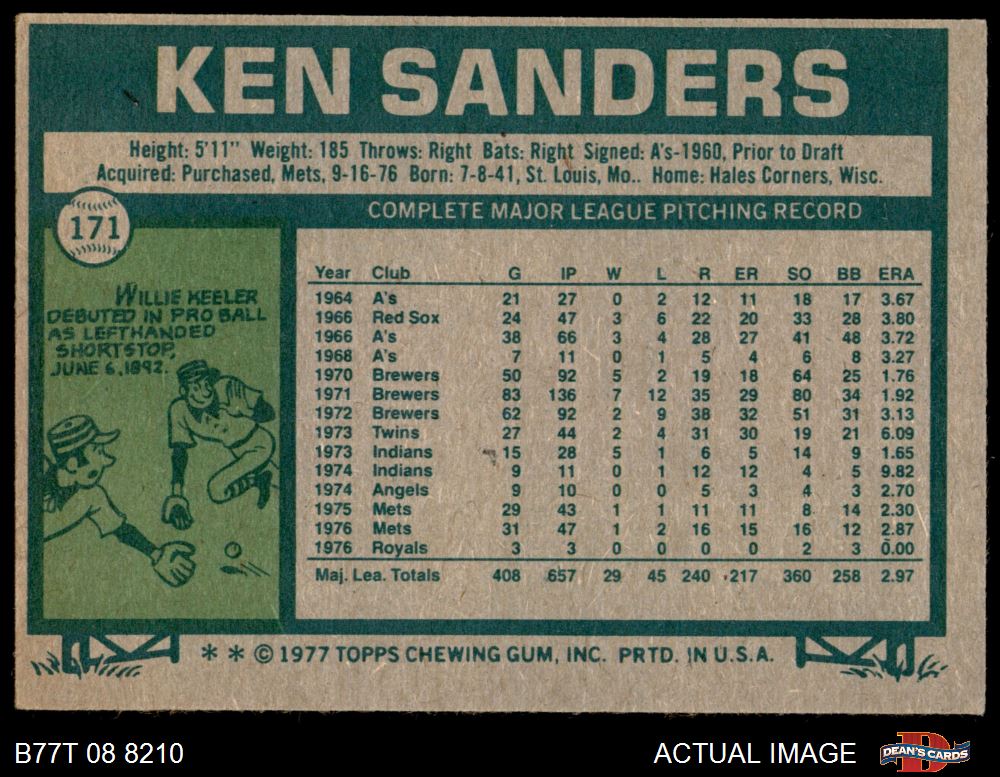 KEN SANDERS
Height: 5'11" Weight: 185 Throws: Right Bats: Right Signed: A's-1960, Prior to Draft
Acquired: Purchased, Mets, 9-16-76 Born: 7-8-41, St. Louis, Mo.. Home: Hales Corners, Wisc.
171
COMPLETE MAJOR LEAGUE PITCHING RECORD
WILLIE KEELER
DEBUTED IN PRO BALL
AS LEFTHANDED
SHORTSTOP,
JUNE 6, 1892.
Year Club G IP W L R ER SO BB ERA
1964 A's 21 27 0 2 12 11 18 17 3.67
1966 Red Sox 24 47 3 6 22 20 33 28 3.80
1966 A's 38 66 3 4 28 27 41 48 3.72
1968 A's 7 11 0 1 5 4 6 8 3.27
1970 Brewers 50 92 5 2 19 18 64 25 1.76
1971 Brewers 83 136 7 12 35 29 80 34 1.92
1972 Brewers 62 92 2 9 38 32 51 31 3.13
1973 Twins 27 44 2 4 31 30 19 21 6.09
1973 Indians 15 28 5 1 6 5 14 9 1.65
1974 Indians 9 11 0 1 12 12 4 5 9.82
1974 Angels 9 10 0 0 5 3 4 3 2.70
1975 Mets 29 43 1 1 11 11 8 14 2.30
1976 Mets 31 47 1 2 16 15 16 12 2.87
1976 Royals 3 3 0 0 0 0 2 3 0.00
Maj. Lea. Totals 408 657 29 45 240 217 360 258 2.97
** © 1977 TOPPS CHEWING GUM, INC. PRTD. IN U.S.A.
B77T 08 8210
ACTUAL IMAGE
DEAN'S CARDS